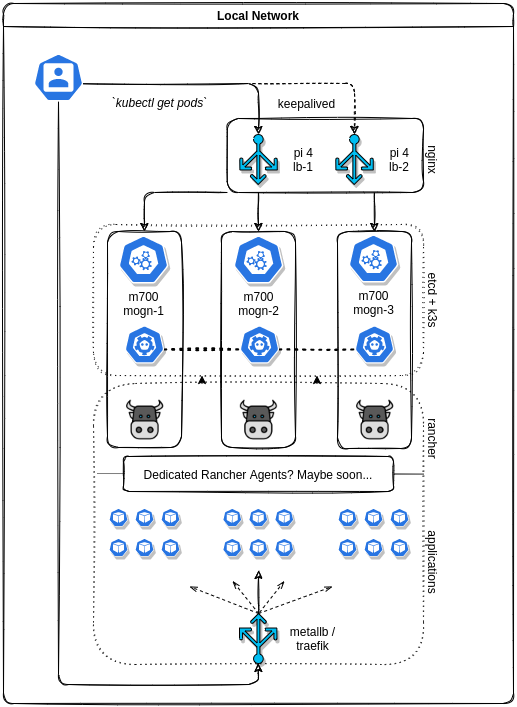 Local Network
`kubectl get pods`
keepalived
pi 4
lb-1
pi 4
lb-2
nginx
m700
mogn-1
m700
mogn-2
m700
mogn-3
etcd + k3s
rancher
Dedicated Rancher Agents? Maybe soon...
applications
metallb /
traefik